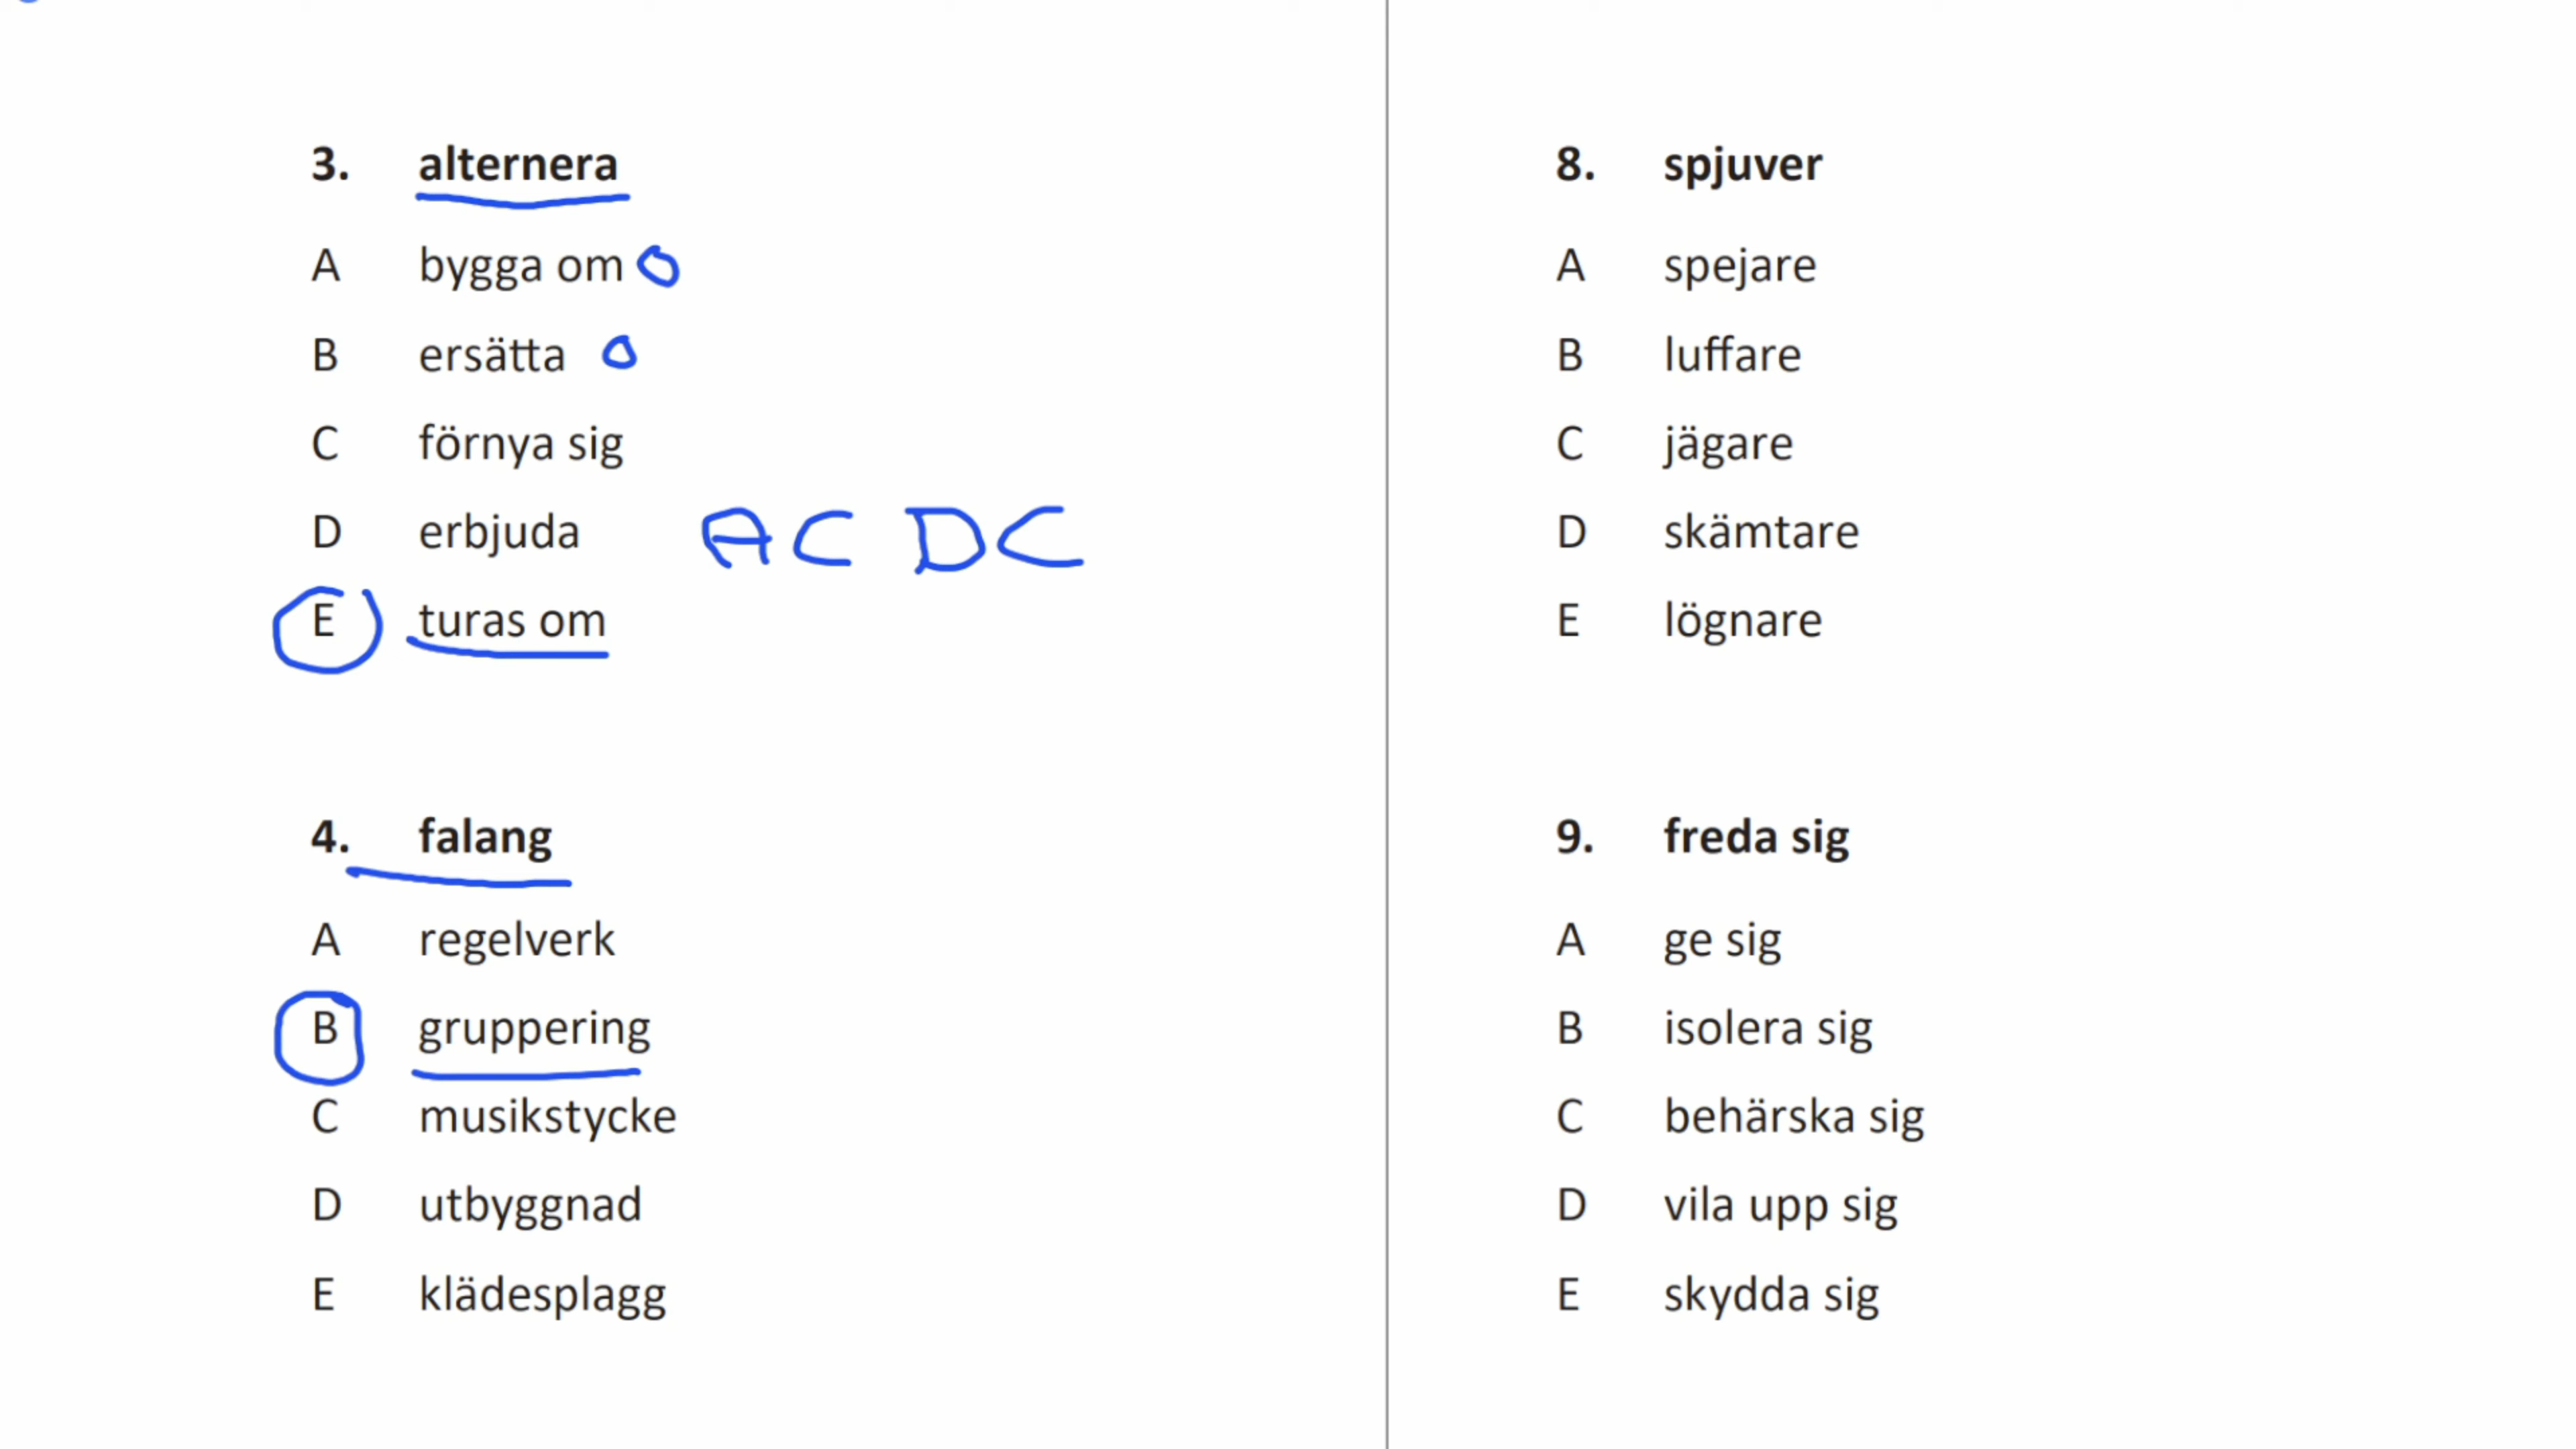 3. alternera
A bygga om
B ersätta
C förnya sig
D erbjuda AC DC
E turas om
4. falang
A regelverk
B gruppering
C musikstycke
D utbyggnad
E klädesplagg
8. spjuver
A spejare
B luffare
C jägare
D skämtare
E lögnare
9. freda sig
A ge sig
B isolera sig
C behärska sig
D vila upp sig
E skydda sig